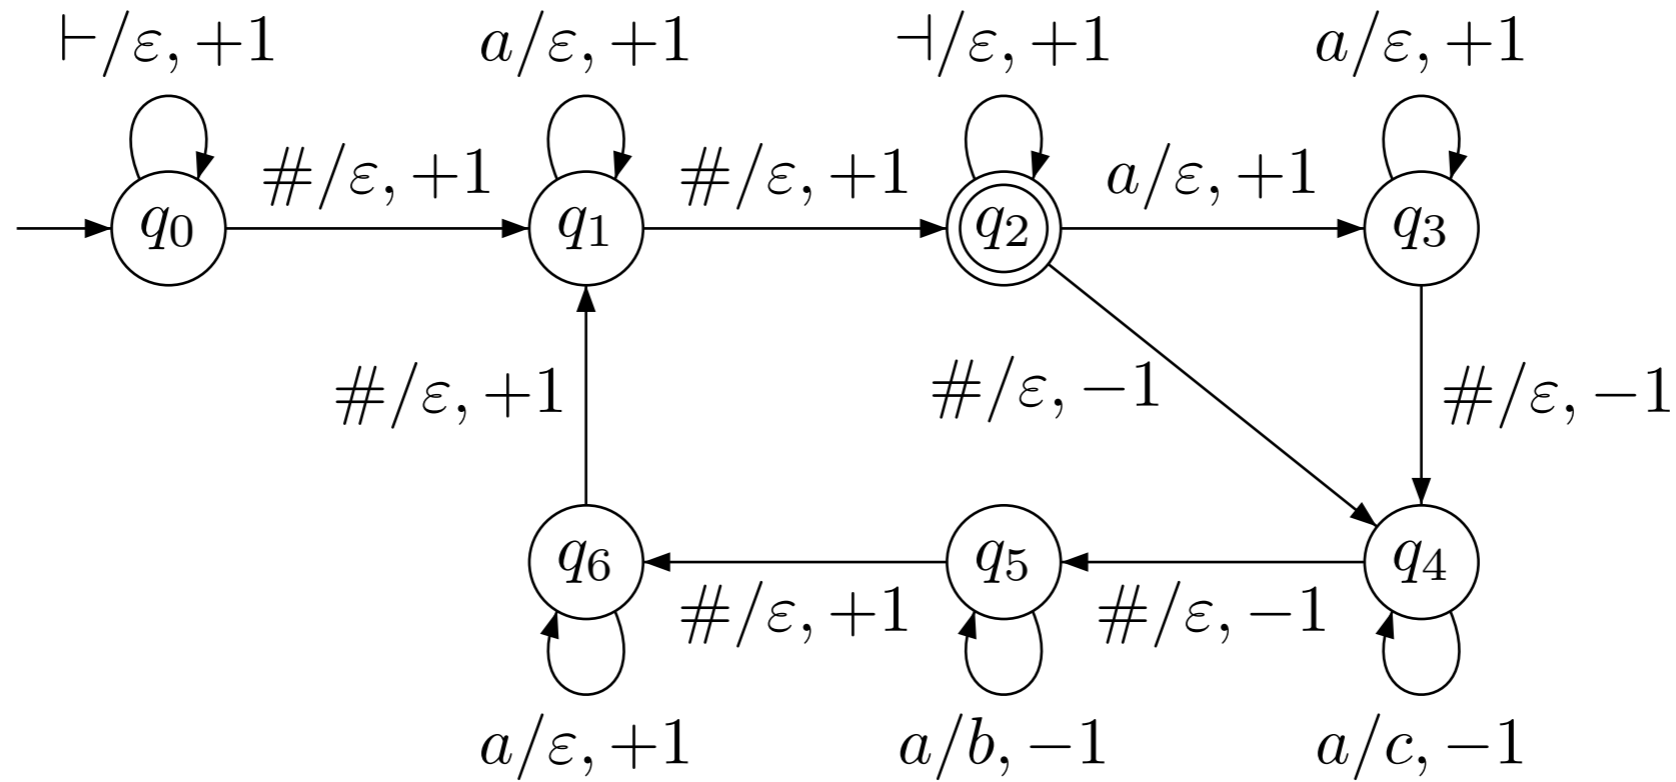 ⊢/ε, +1 a/ε, +1 ⊣/ε, +1 a/ε, +1
#/ε, +1 #/ε, +1 a/ε, +1
q₀ q₁ q₂ q₃
#/ε, +1 #/ε, −1 #/ε, −1
q₆ q₅ q₄
#/ε, +1 #/ε, −1
a/ε, +1 a/b, −1 a/c, −1